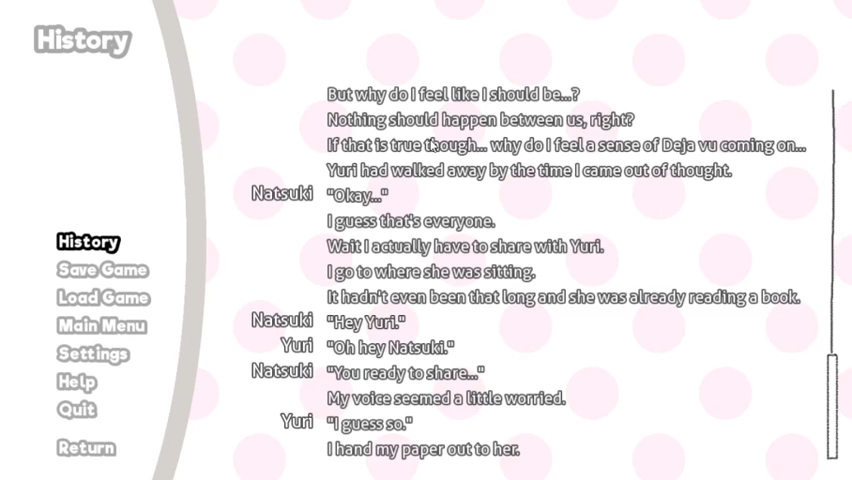 History
But why do I feel like I should be...?
Nothing should happen between us, right?
If that is true though... why do I feel a sense of Deja vu coming on...
Yuri had walked away by the time I came out of thought.
Natsuki "Okay..."
I guess that's everyone.
Wait I actually have to share with Yuri.
I go to where she was sitting.
It hadn't even been that long and she was already reading a book.
Natsuki "Hey Yuri."
Yuri "Oh hey Natsuki."
Natsuki "You ready to share..."
My voice seemed a little worried.
Yuri "I guess so."
I hand my paper out to her.
History
Save Game
Load Game
Main Menu
Settings
Help
Quit
Return